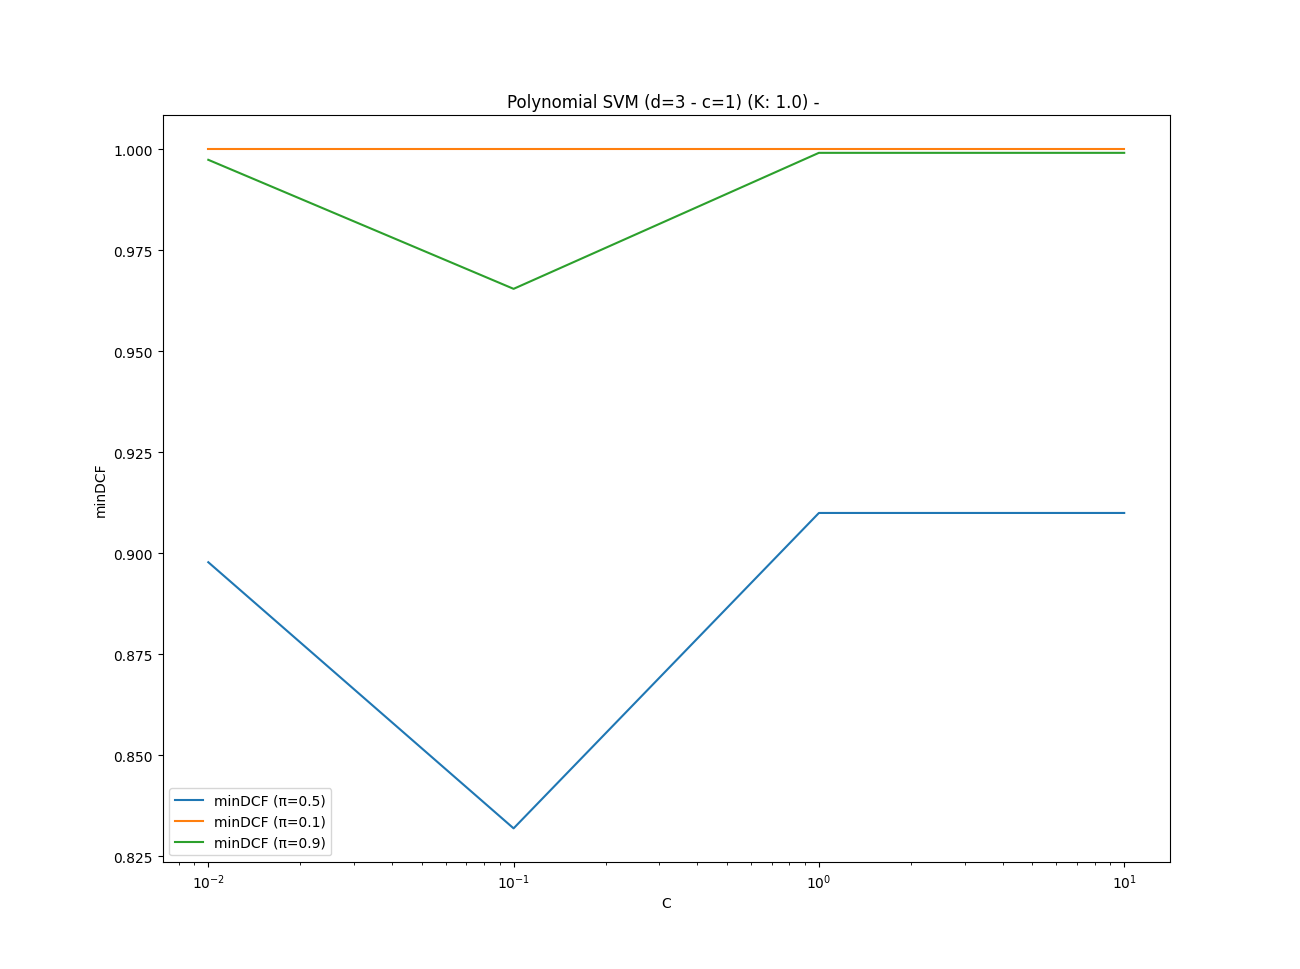 Polynomial SVM (d=3 - c=1) (K: 1.0) -
minDCF
1.000
0.975
0.950
0.925
0.900
0.875
0.850
0.825
minDCF (π=0.5)
minDCF (π=0.1)
minDCF (π=0.9)
10⁻² 10⁻¹ 10⁰ 10¹
C